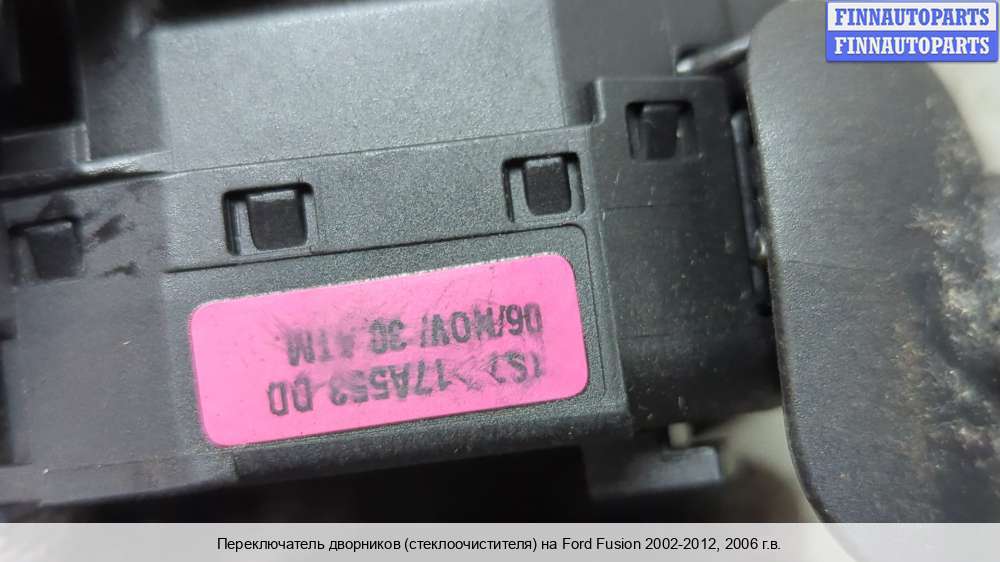 FINNAUTOPARTS
FINNAUTOPARTS
(S) 17A553-DD
06/NOV/ 30 ATM
Переключатель дворников (стеклоочистителя) на Ford Fusion 2002-2012, 2006 г.в.